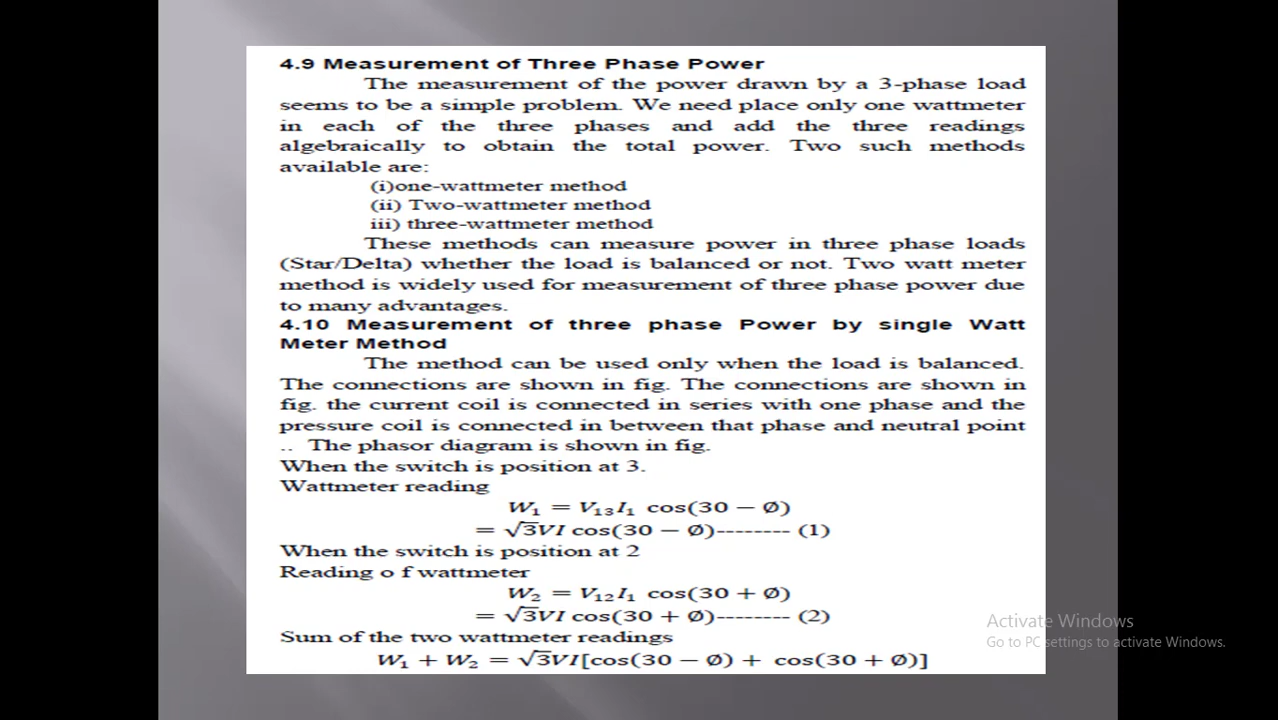 4.9 Measurement of Three Phase Power
The measurement of the power drawn by a 3-phase load
seems to be a simple problem. We need place only one wattmeter
in each of the three phases and add the three readings
algebraically to obtain the total power. Two such methods
available are:
(i)one-wattmeter method
(ii) Two-wattmeter method
iii) three-wattmeter method
These methods can measure power in three phase loads
(Star/Delta) whether the load is balanced or not. Two watt meter
method is widely used for measurement of three phase power due
to many advantages.
4.10 Measurement of three phase Power by single Watt
Meter Method
The method can be used only when the load is balanced.
The connections are shown in fig. The connections are shown in
fig. the current coil is connected in series with one phase and the
pressure coil is connected in between that phase and neutral point
.. The phasor diagram is shown in fig.
When the switch is position at 3.
Wattmeter reading
W₁ = V₁₃I₁ cos(30 − Ø)
= √3VI cos(30 − Ø)-------- (1)
When the switch is position at 2
Reading o f wattmeter
W₂ = V₁₂I₁ cos(30 + Ø)
= √3VI cos(30 + Ø)-------- (2)
Sum of the two wattmeter readings
W₁ + W₂ = √3VI[cos(30 − Ø) + cos(30 + Ø)]
Activate Windows
Go to PC settings to activate Windows.